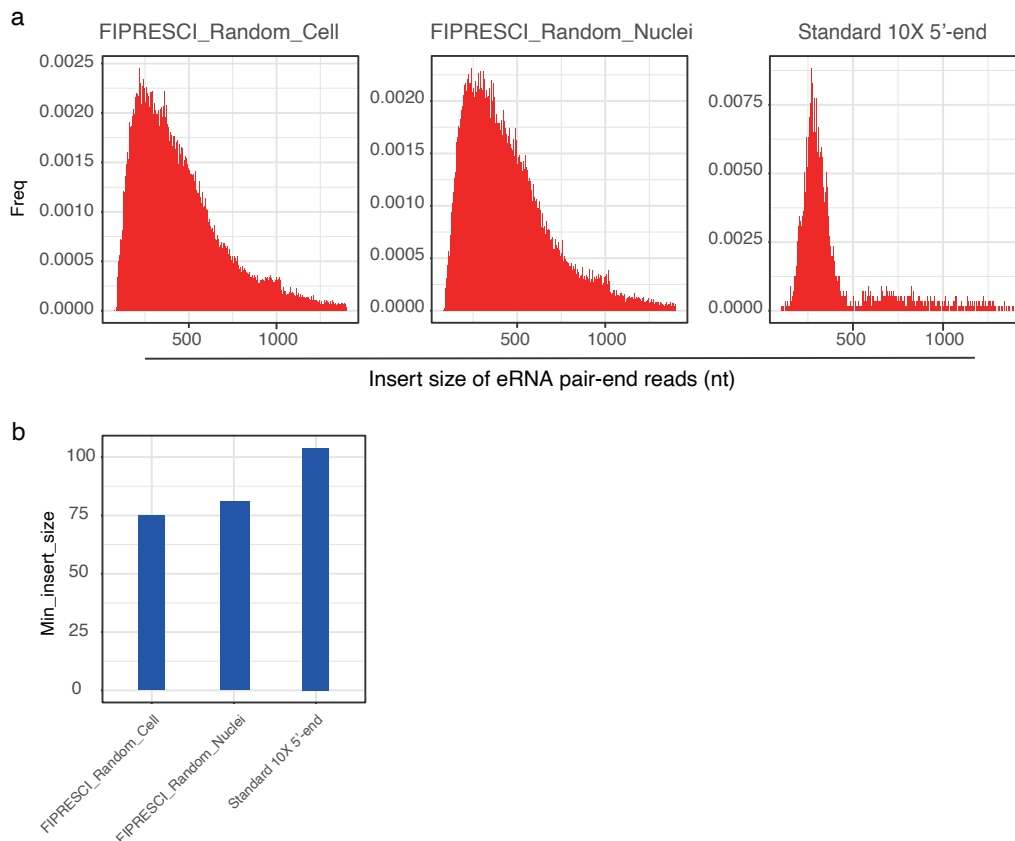 a
FIPRESCI_Random_Cell
FIPRESCI_Random_Nuclei
Standard 10X 5’-end
Freq
0.0025
0.0020
0.0015
0.0010
0.0005
0.0000
500
1000
0.0020
0.0015
0.0010
0.0005
0.0000
500
1000
0.0075
0.0050
0.0025
0.0000
500
1000
Insert size of eRNA pair-end reads (nt)
b
Min_insert_size
100
75
50
25
0
FIPRESCI_Random_Cell
FIPRESCI_Random_Nuclei
Standard 10X 5’-end